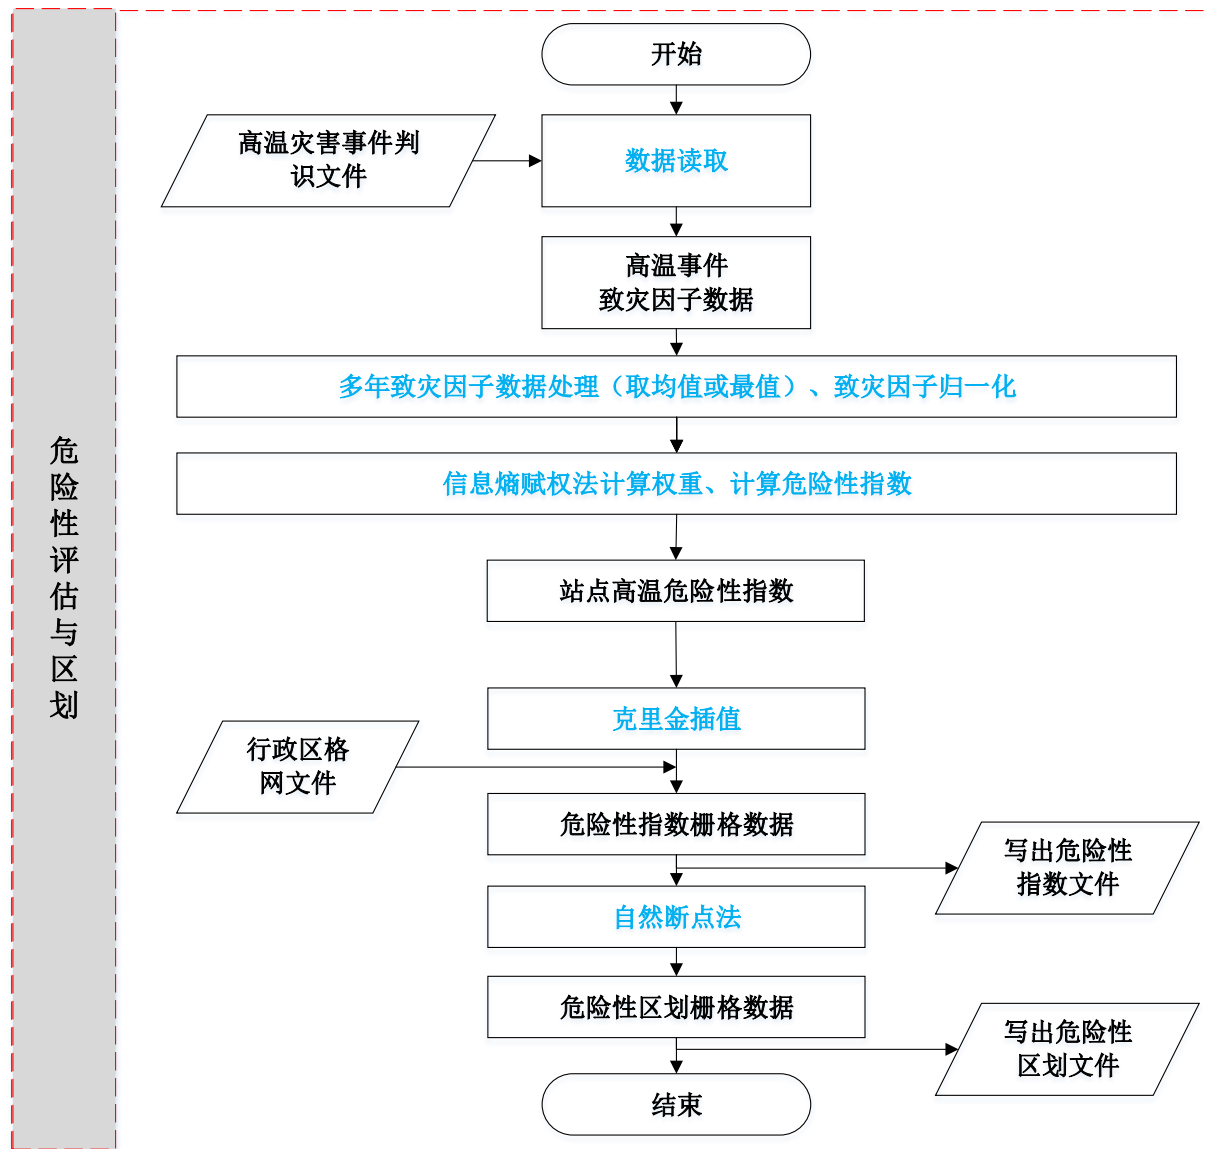 危险性评估与区划
开始
高温灾害事件判
识文件
数据读取
高温事件
致灾因子数据
多年致灾因子数据处理（取均值或最值）、致灾因子归一化
信息熵赋权法计算权重、计算危险性指数
站点高温危险性指数
克里金插值
行政区格
网文件
危险性指数栅格数据
写出危险性
指数文件
自然断点法
危险性区划栅格数据
写出危险性
区划文件
结束